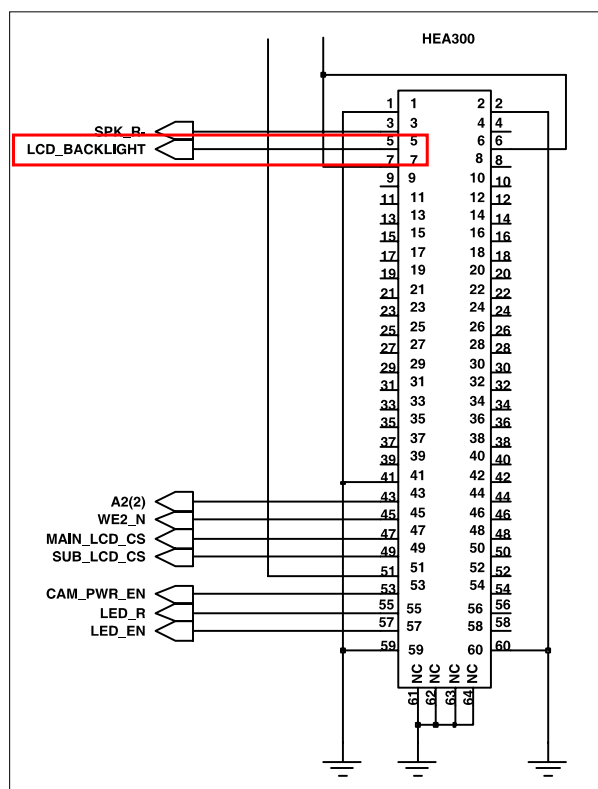 HEA300
1 1 2 2
SPK_R- 3 3 4 4
LCD_BACKLIGHT 5 5 6 6
7 7 8 8
9 9 10 10
11 11 12 12
13 13 14 14
15 15 16 16
17 17 18 18
19 19 20 20
21 21 22 22
23 23 24 24
25 25 26 26
27 27 28 28
29 29 30 30
31 31 32 32
33 33 34 34
35 35 36 36
37 37 38 38
39 39 40 40
41 41 42 42
A2(2) 43 43 44 44
WE2_N 45 45 46 46
MAIN_LCD_CS 47 47 48 48
SUB_LCD_CS 49 49 50 50
51 51 52 52
CAM_PWR_EN 53 53 54 54
LED_R 55 55 56 56
LED_EN 57 57 58 58
59 59 60 60
NC NC NC NC
61 62 63 64